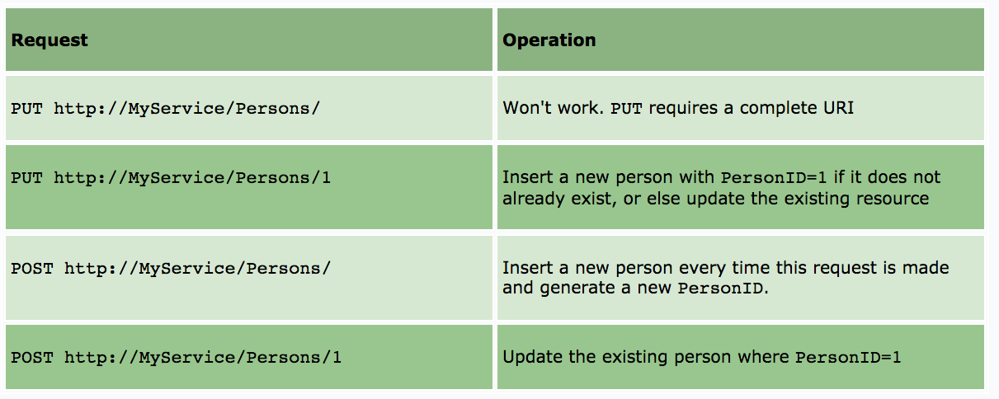 Request
Operation
PUT http://MyService/Persons/
Won't work. PUT requires a complete URI
PUT http://MyService/Persons/1
Insert a new person with PersonID=1 if it does not
already exist, or else update the existing resource
POST http://MyService/Persons/
Insert a new person every time this request is made
and generate a new PersonID.
POST http://MyService/Persons/1
Update the existing person where PersonID=1